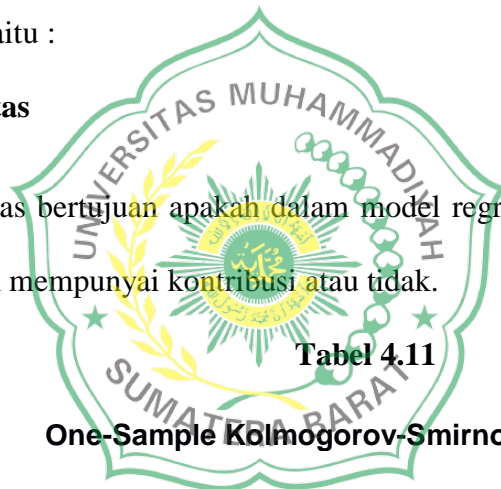 aitu :
tas
as bertujuan apakah dalam model regr
mempunyai kontribusi atau tidak.
Tabel 4.11
One-Sample Kolmogorov-Smirno
UNIVERSITAS MUHAMMADIYAH
SUMATERA BARAT